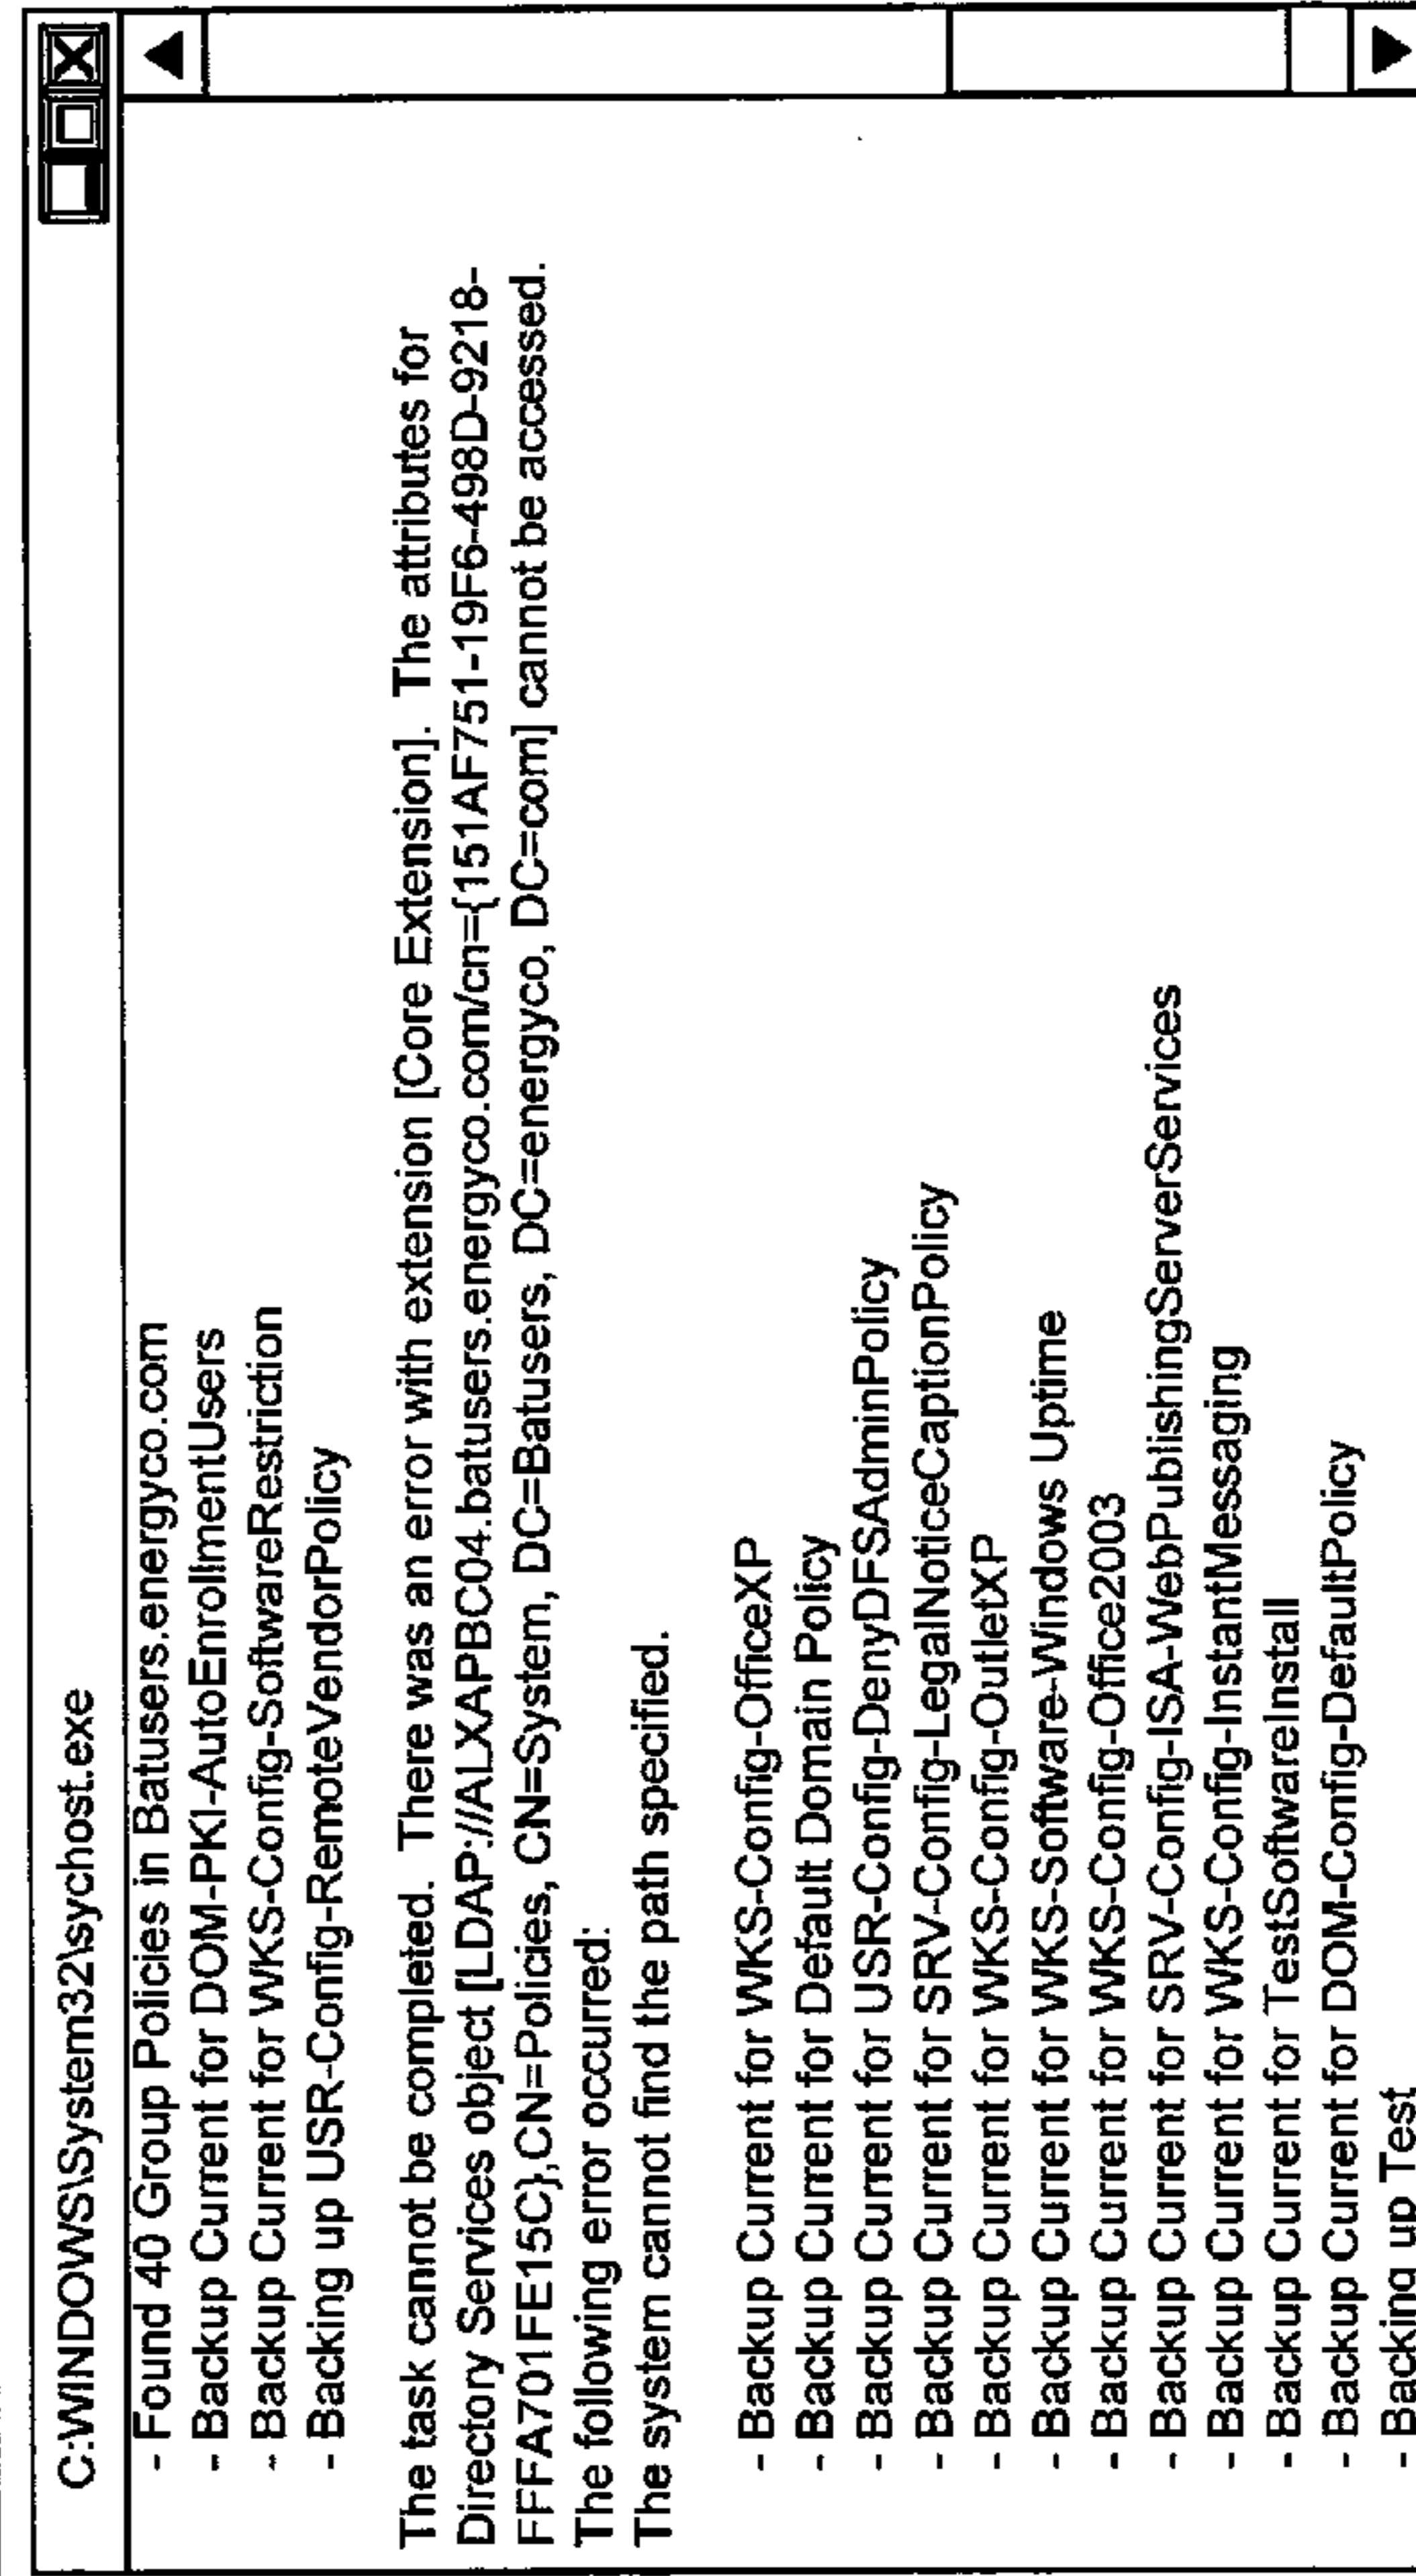 C:WINDOWS\System32\sychost.exe
- Found 40 Group Policies in Batusers.energyco.com
- Backup Current for DOM-PKI-AutoEnrollmentUsers
- Backup Current for WKS-Config-SoftwareRestriction
- Backing up USR-Config-RemoteVendorPolicy
The task cannot be completed. There was an error with extension [Core Extension]. The attributes for
Directory Services object [LDAP://ALXAPBC04.batusers.energyco.com/cn={151AF751-19F6-498D-9218-
FFFA701FE15C},CN=Policies, CN=System, DC=Batusers, DC=energyco, DC=com] cannot be accessed.
The following error occurred:
The system cannot find the path specified.
- Backup Current for WKS-Config-OfficeXP
- Backup Current for Default Domain Policy
- Backup Current for USR-Config-DenyDFSAdminPolicy
- Backup Current for SRV-Config-LegalNoticeCaptionPolicy
- Backup Current for WKS-Config-OutletXP
- Backup Current for WKS-Software-Windows Uptime
- Backup Current for WKS-Config-Office2003
- Backup Current for SRV-Config-ISA-WebPublishingServerServices
- Backup Current for WKS-Config-InstantMessaging
- Backup Current for TestSoftwareInstall
- Backup Current for DOM-Config-DefaultPolicy
- Backing up Test